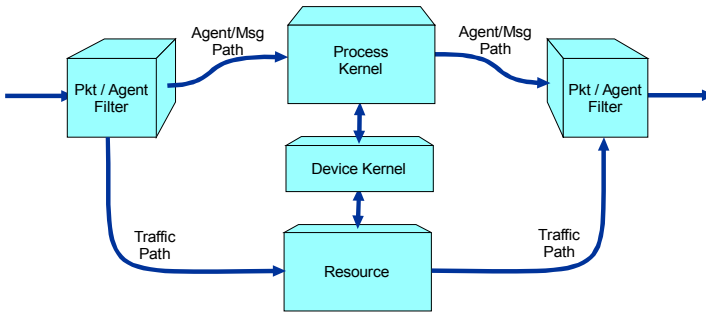 Agent/Msg
Path
Process
Kernel
Agent/Msg
Path
Pkt / Agent
Filter
Pkt / Agent
Filter
Device Kernel
Traffic
Path
Resource
Traffic
Path